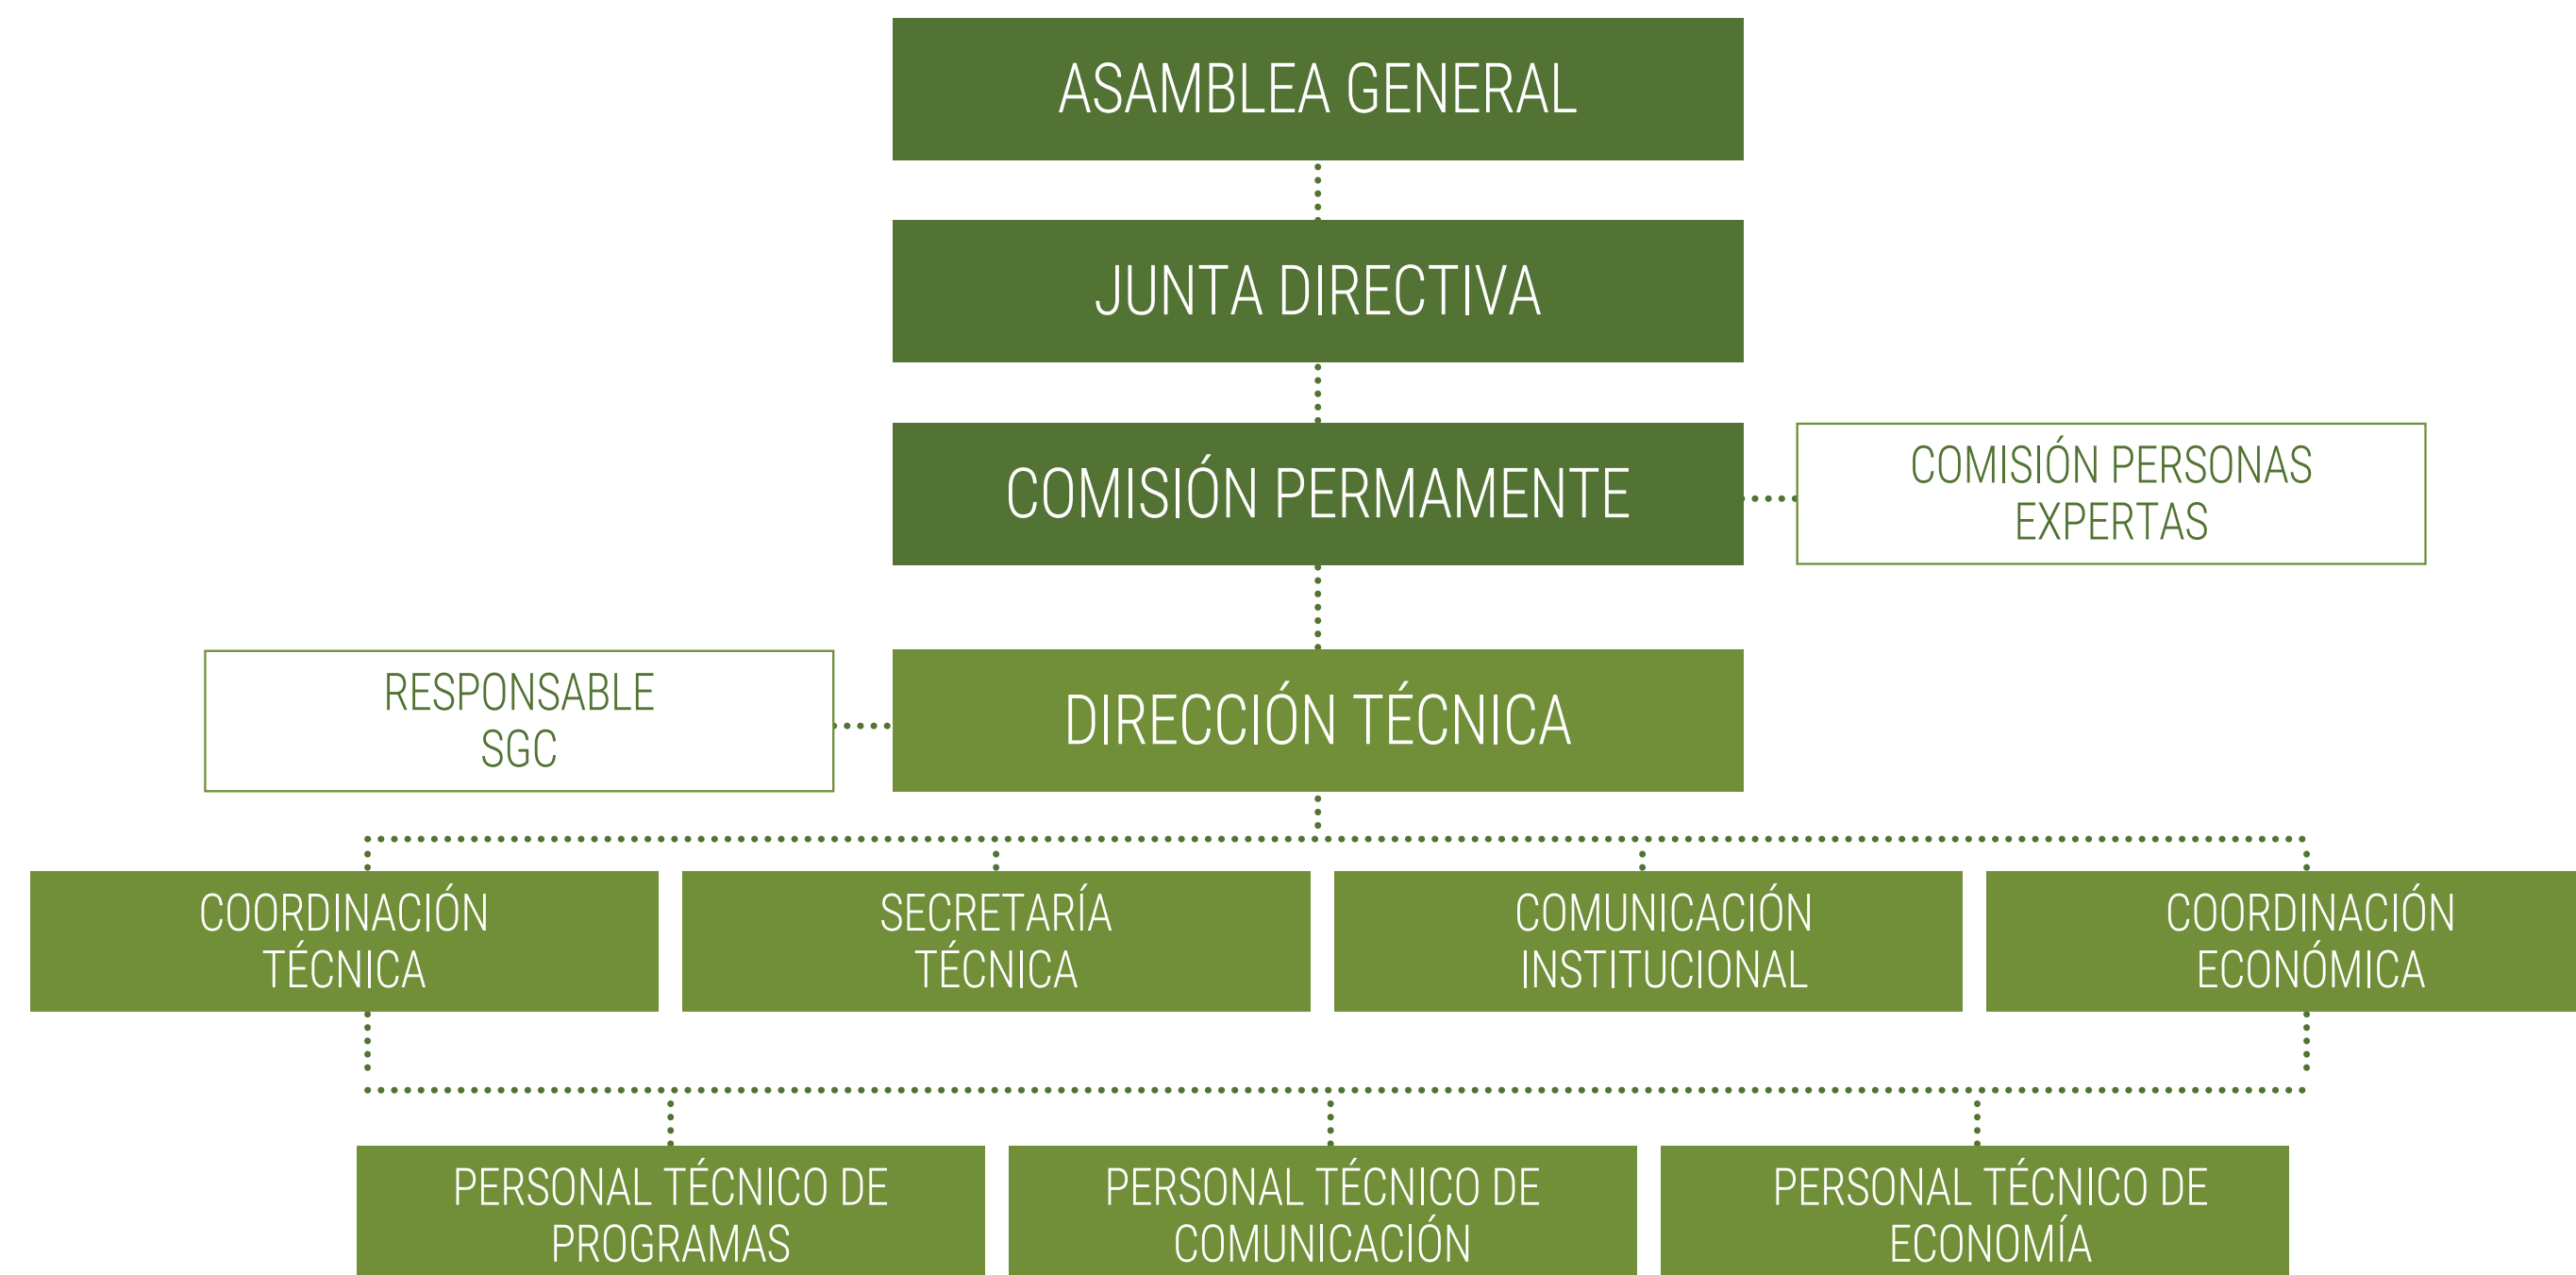 ASAMBLEA GENERAL
JUNTA DIRECTIVA
COMISIÓN PERMAMENTE
COMISIÓN PERSONAS
EXPERTAS
RESPONSABLE
SGC
DIRECCIÓN TÉCNICA
COORDINACIÓN
TÉCNICA
SECRETARÍA
TÉCNICA
COMUNICACIÓN
INSTITUCIONAL
COORDINACIÓN
ECONÓMICA
PERSONAL TÉCNICO DE
PROGRAMAS
PERSONAL TÉCNICO DE
COMUNICACIÓN
PERSONAL TÉCNICO DE
ECONOMÍA